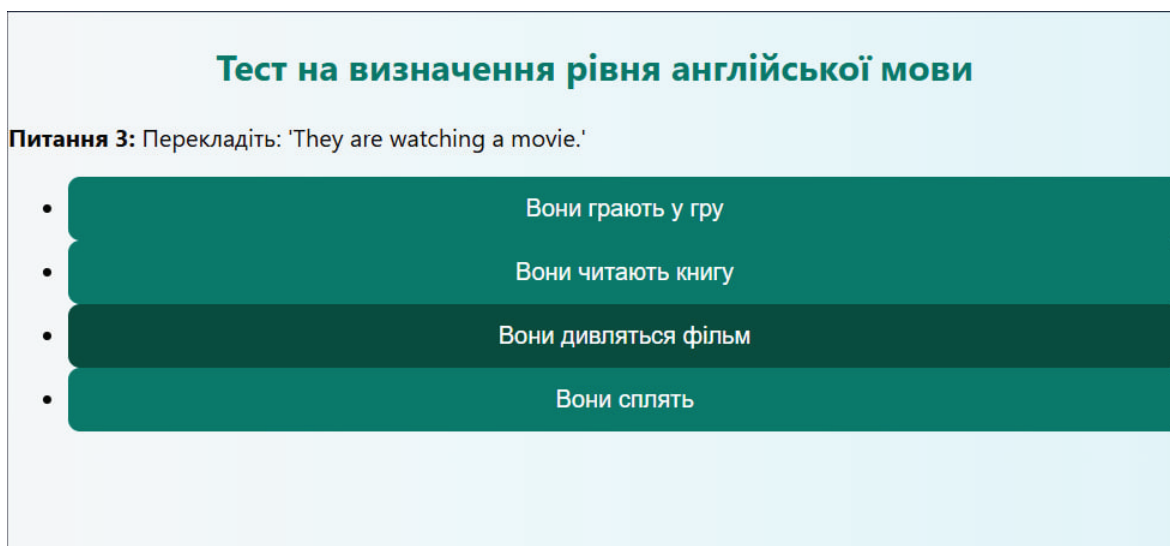 Тест на визначення рівня англійської мови
Питання 3: Перекладіть: 'They are watching a movie.'
Вони грають у гру
Вони читають книгу
Вони дивляться фільм
Вони сплять